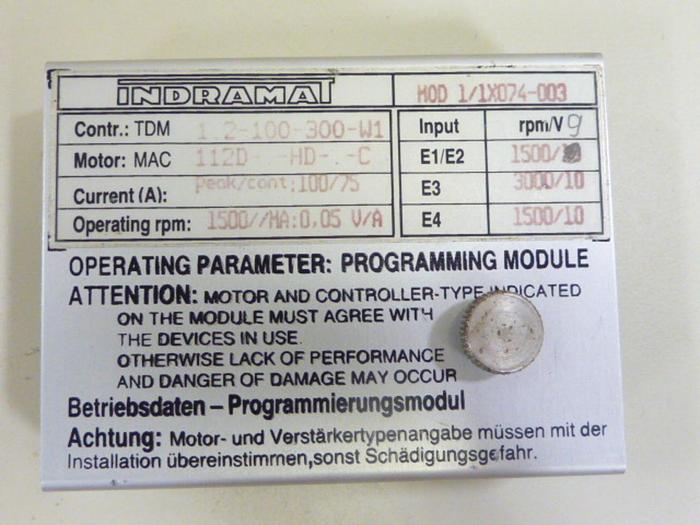 INDRAMAT MOD 1/1X074-003
Contr.: TDM 1.2-100-300-W1 Input rpm/V 9
Motor: MAC 112D - -HD- . -C E1/E2 1500/
Current (A): Peak/cont:100/75 E3 3000/10
Operating rpm: 1500//MA:0,05 V/A E4 1500/10
OPERATING PARAMETER: PROGRAMMING MODULE
ATTENTION: MOTOR AND CONTROLLER-TYPE INDICATED
ON THE MODULE MUST AGREE WITH
THE DEVICES IN USE.
OTHERWISE LACK OF PERFORMANCE
AND DANGER OF DAMAGE MAY OCCUR
Betriebsdaten – Programmierungsmodul
Achtung: Motor- und Verstärkertypenangabe müssen mit der
Installation übereinstimmen,sonst Schädigungsgefahr.